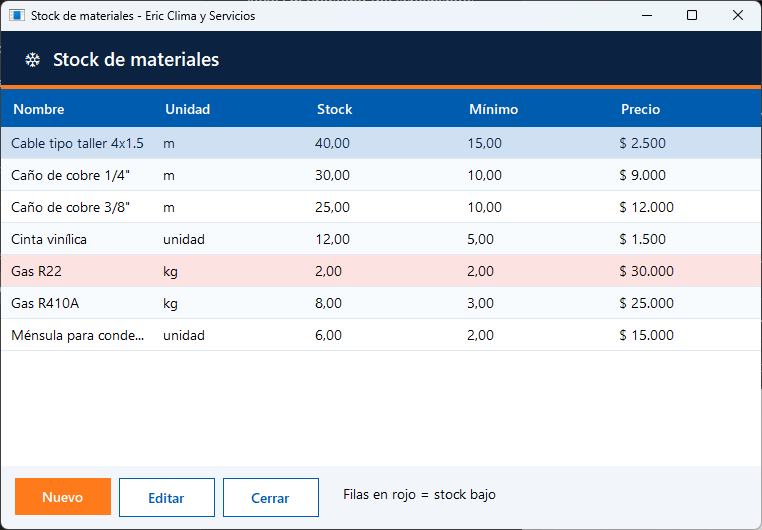 Stock de materiales - Eric Clima y Servicios
Stock de materiales
Nombre Unidad Stock Mínimo Precio
Cable tipo taller 4x1.5 m 40,00 15,00 $ 2.500
Caño de cobre 1/4" m 30,00 10,00 $ 9.000
Caño de cobre 3/8" m 25,00 10,00 $ 12.000
Cinta vinílica unidad 12,00 5,00 $ 1.500
Gas R22 kg 2,00 2,00 $ 30.000
Gas R410A kg 8,00 3,00 $ 25.000
Ménsula para conde... unidad 6,00 2,00 $ 15.000
Nuevo Editar Cerrar Filas en rojo = stock bajo